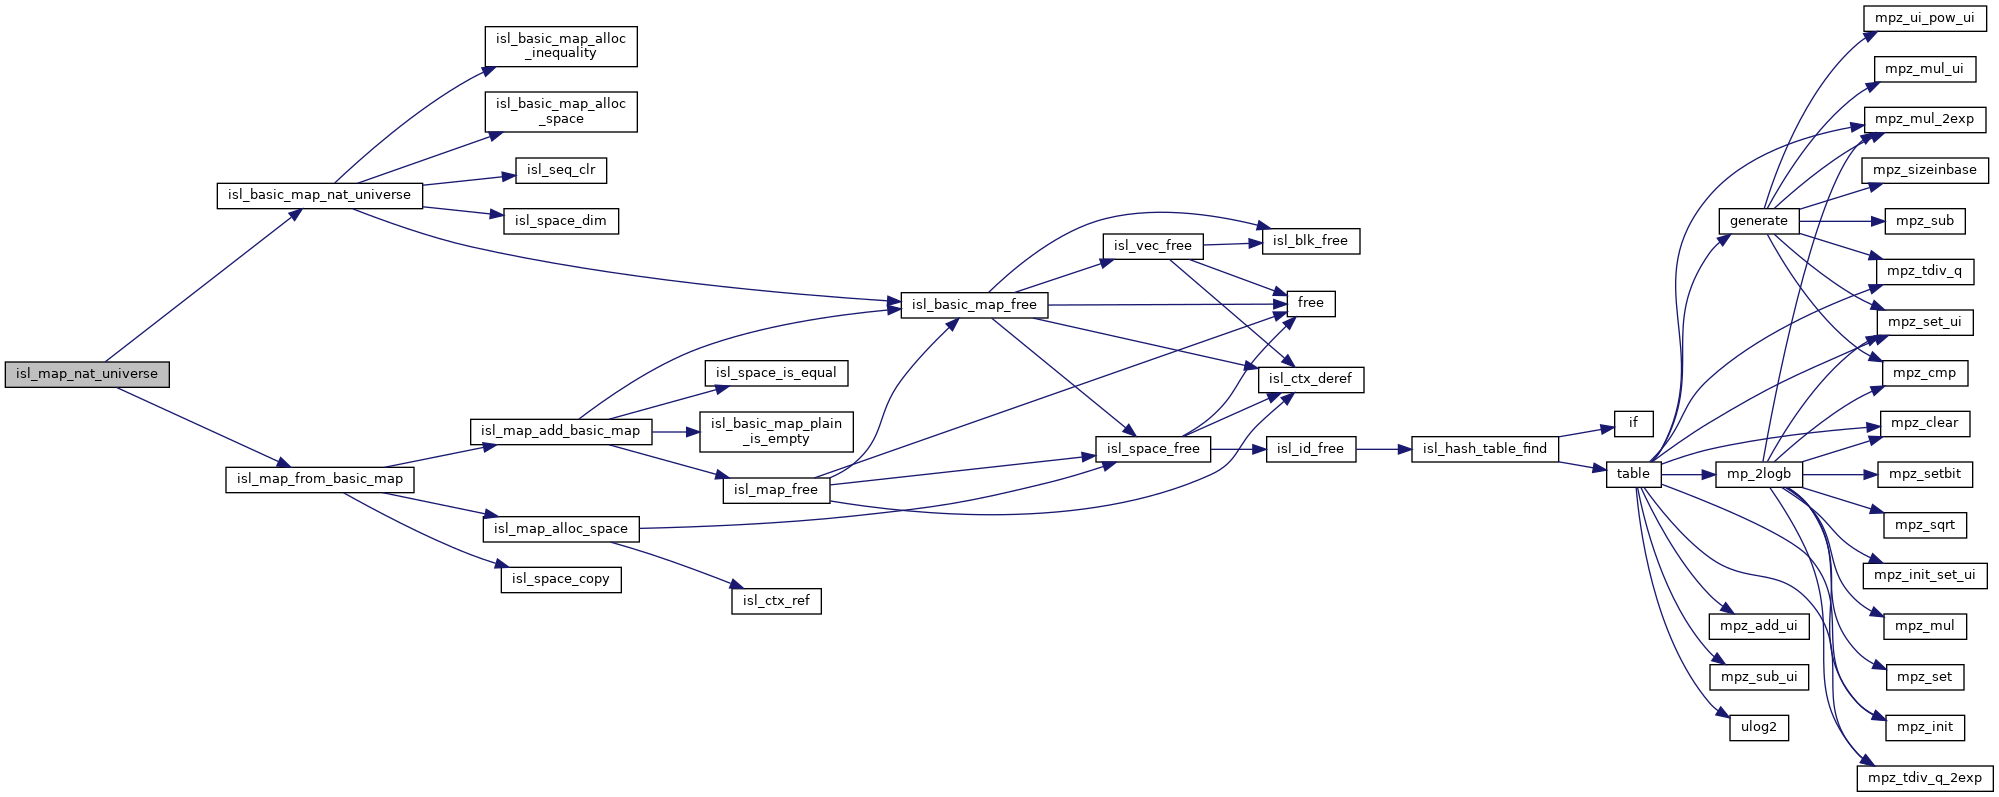 isl_map_nat_universe
isl_basic_map_nat_universe
isl_map_from_basic_map
isl_basic_map_alloc
_inequality
isl_basic_map_alloc
_space
isl_seq_clr
isl_space_dim
isl_map_add_basic_map
isl_map_alloc_space
isl_space_copy
isl_space_is_equal
isl_basic_map_plain
_is_empty
isl_map_free
isl_ctx_ref
isl_basic_map_free
isl_vec_free
isl_space_free
isl_blk_free
free
isl_ctx_deref
isl_id_free
isl_hash_table_find
if
table
generate
mp_2logb
mpz_add_ui
mpz_sub_ui
ulog2
mpz_ui_pow_ui
mpz_mul_ui
mpz_mul_2exp
mpz_sizeinbase
mpz_sub
mpz_tdiv_q
mpz_set_ui
mpz_cmp
mpz_clear
mpz_setbit
mpz_sqrt
mpz_init_set_ui
mpz_mul
mpz_set
mpz_init
mpz_tdiv_q_2exp